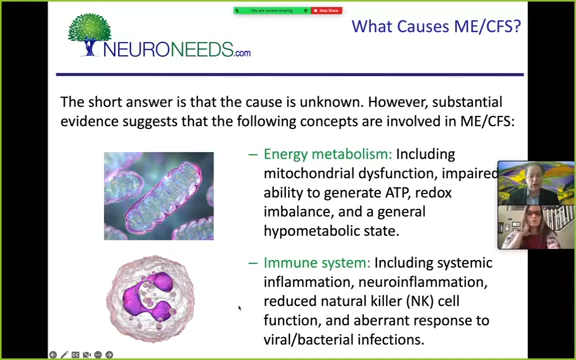 You are screen sharing
Stop Share
What Causes ME/CFS?
NEURONEEDS.com
The short answer is that the cause is unknown. However, substantial
evidence suggests that the following concepts are involved in ME/CFS:
– Energy metabolism: Including
mitochondrial dysfunction, impaired
ability to generate ATP, redox
imbalance, and a general
hypometabolic state.
– Immune system: Including systemic
inflammation, neuroinflammation,
reduced natural killer (NK) cell
function, and aberrant response to
viral/bacterial infections.